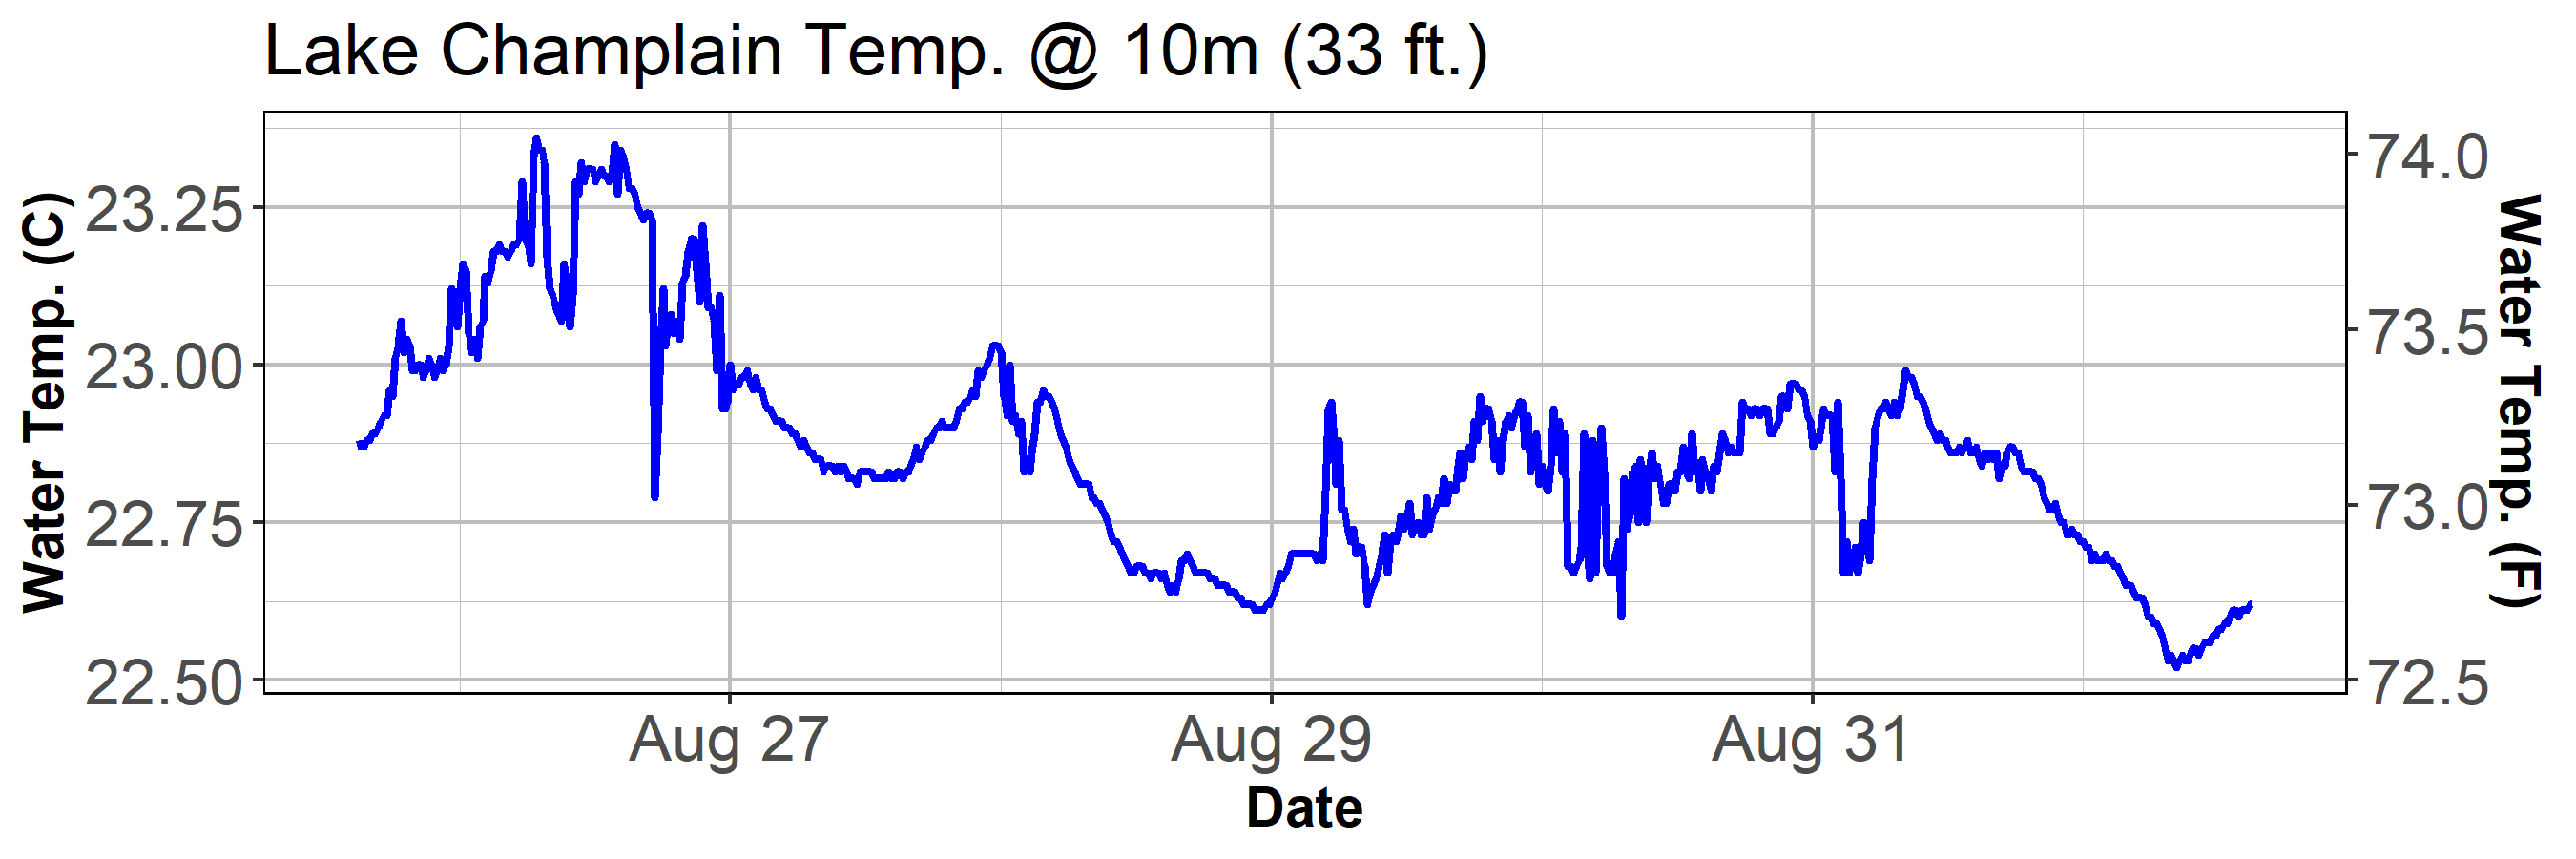 Lake Champlain Temp. @ 10m (33 ft.)
Water Temp. (C)
23.25
23.00
22.75
22.50
74.0
73.5
73.0
72.5
Water Temp. (F)
Aug 27 Aug 29 Aug 31
Date